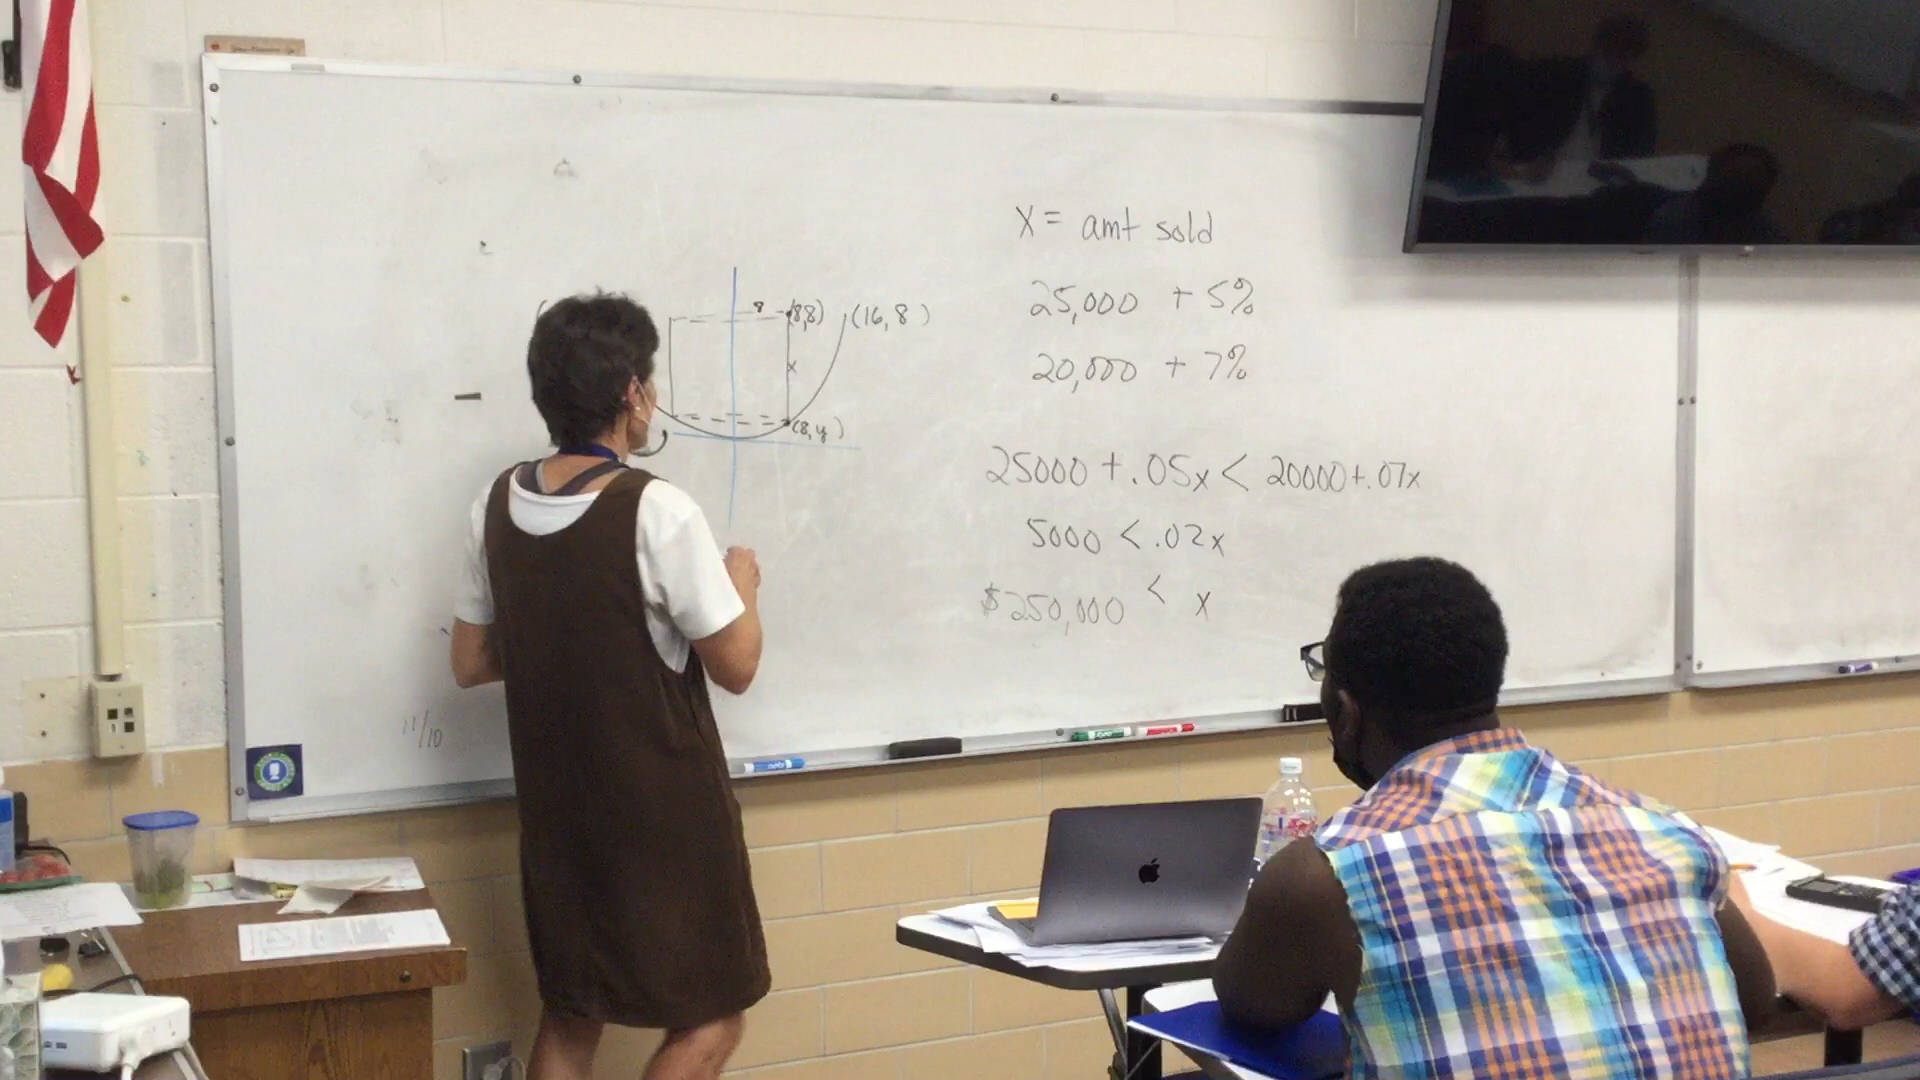 8 (8,8) (16,8)
x
(8,y)
x = amt sold
25,000 + 5%
20,000 + 7%
25000 + .05x < 20000 + .07x
5000 < .02x
$250,000 < x
11/10